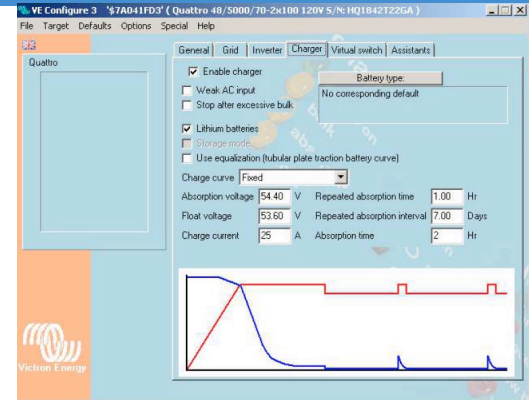 VE Configure 3 '$7A041FD3' ( Quattro 48/5000/70-2x100 120V S/N: HQ1842T22GA )
File Target Defaults Options Special Help
Quattro
General Grid Inverter Charger Virtual switch Assistants
Enable charger
Battery type:
Weak AC input
No corresponding default
Stop after excessive bulk
Lithium batteries
Storage mode
Use equalization (tubular plate traction battery curve)
Charge curve Fixed
Absorption voltage 54.40 V Repeated absorption time 1.00 Hr
Float voltage 53.60 V Repeated absorption interval 7.00 Days
Charge current 25 A Absorption time 2 Hr
Victron Energy